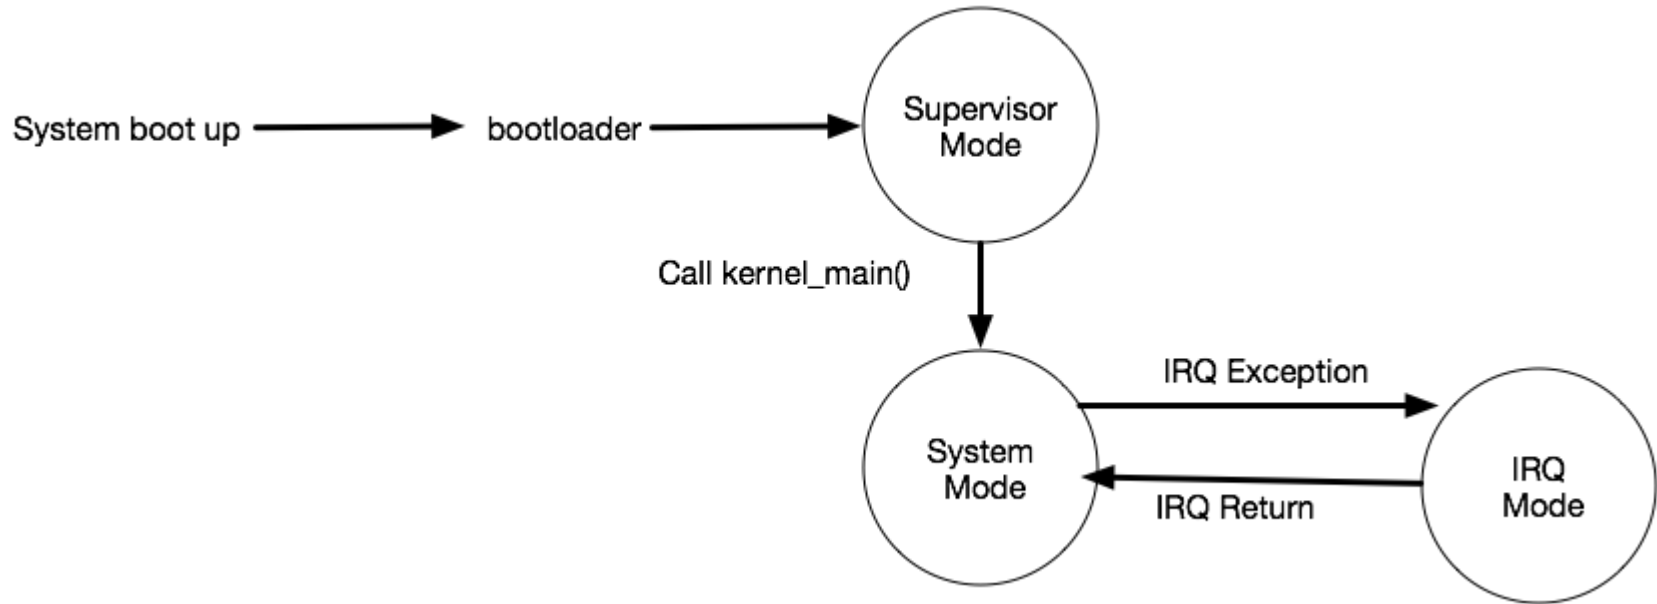 System boot up
bootloader
Supervisor
Mode
Call kernel_main()
IRQ Exception
System
Mode
IRQ
Mode
IRQ Return